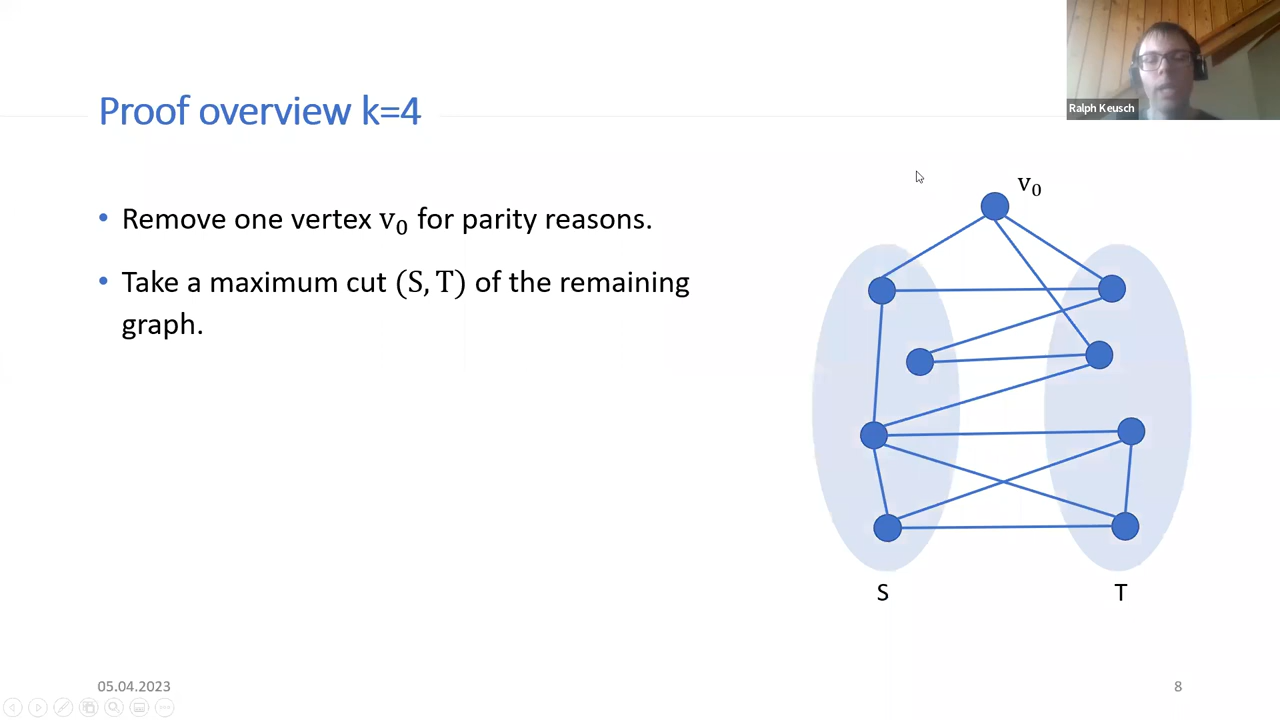 Ralph Keusch
Proof overview k=4
v₀
• Remove one vertex v₀ for parity reasons.
• Take a maximum cut (S, T) of the remaining
graph.
S
T
05.04.2023
8